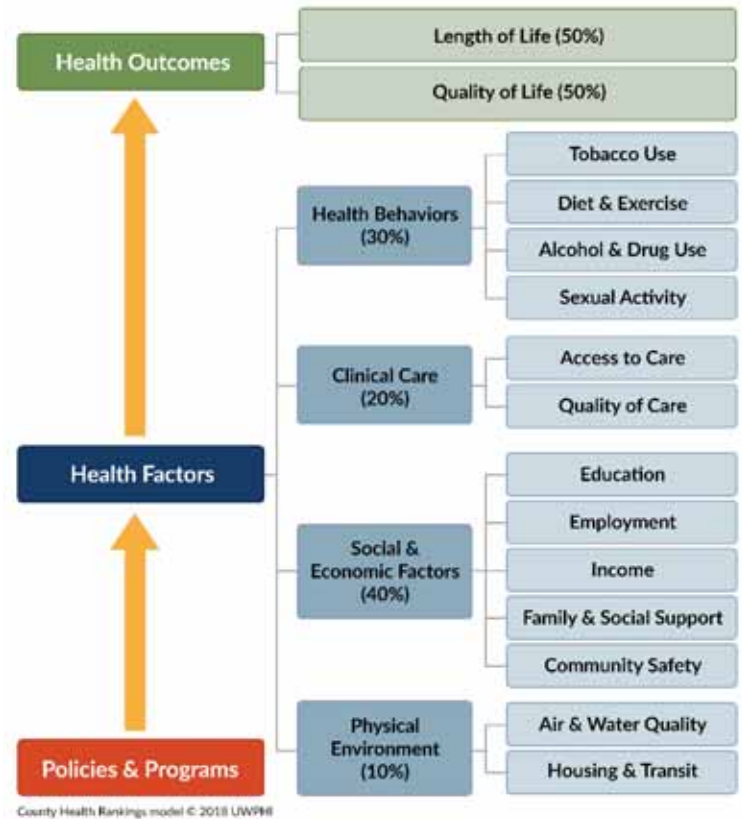 Health Outcomes
Length of Life (50%)
Quality of Life (50%)
Health Behaviors
(30%)
Tobacco Use
Diet & Exercise
Alcohol & Drug Use
Sexual Activity
Clinical Care
(20%)
Access to Care
Quality of Care
Health Factors
Social &
Economic Factors
(40%)
Education
Employment
Income
Family & Social Support
Community Safety
Physical
Environment
(10%)
Air & Water Quality
Housing & Transit
Policies & Programs
County Health Rankings model © 2018 UWPHI